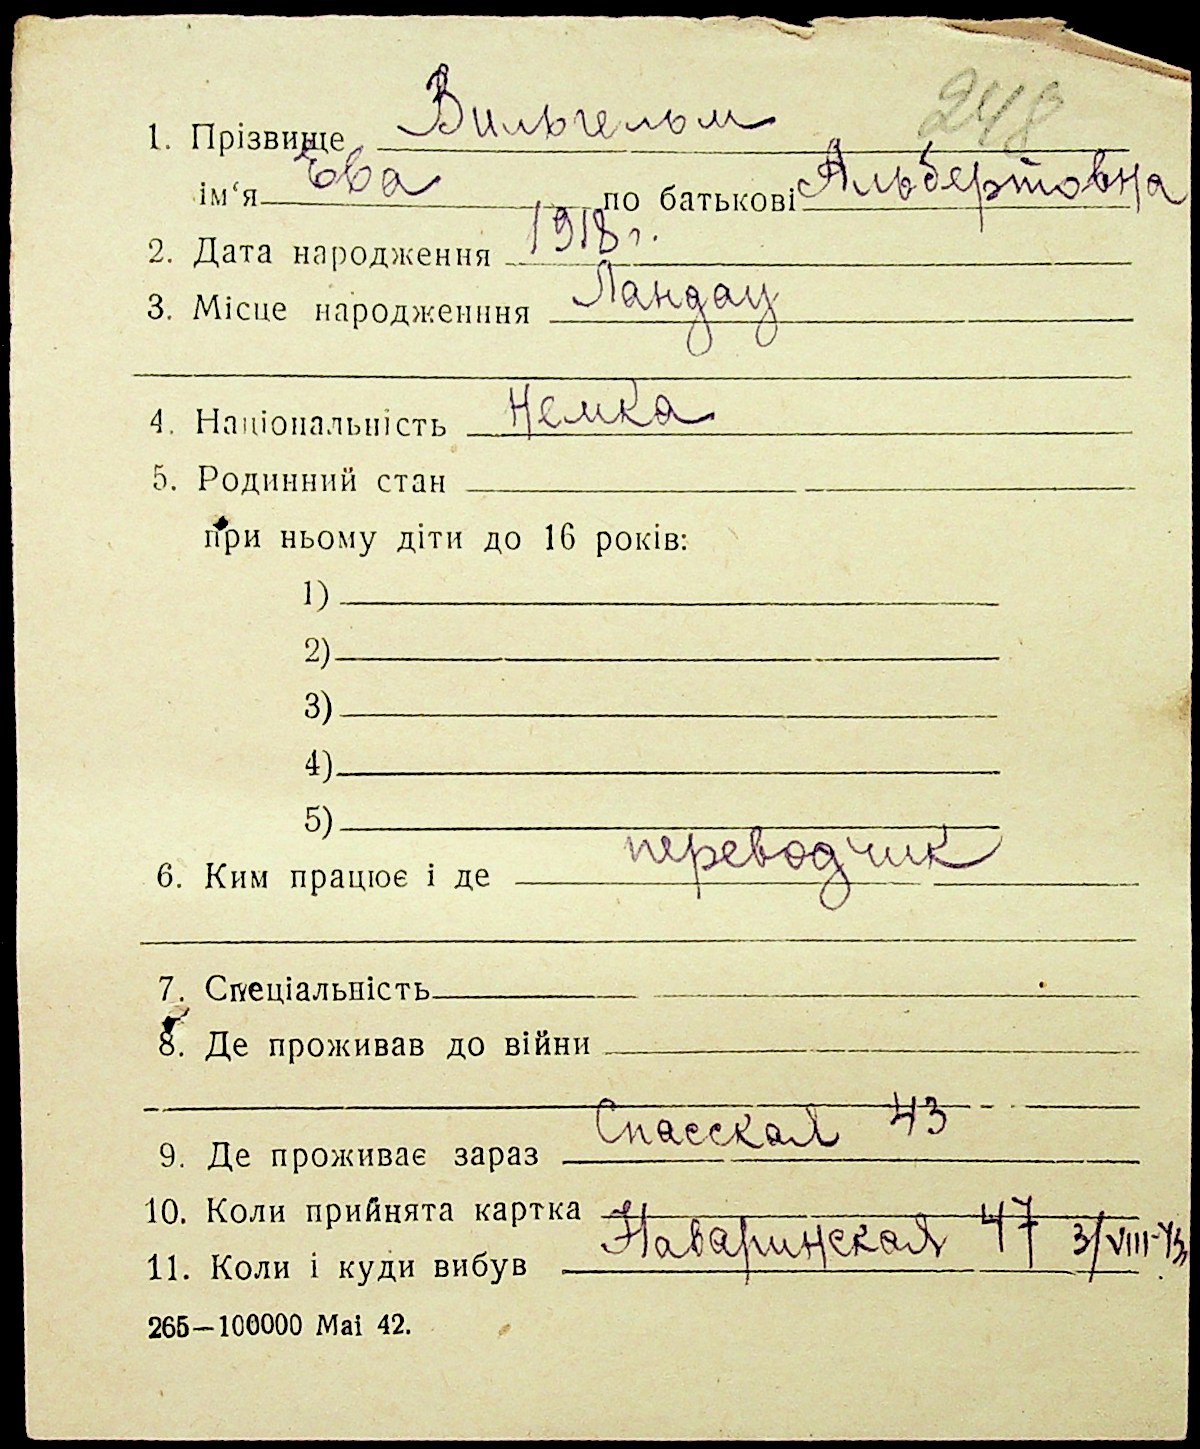 248
1. Прізвище Вильгельм
ім‘я Ева по батькові Альбертовна
2. Дата народження 1918 г.
3. Місце народженння Ландау
4. Національність немка
5. Родинний стан
при ньому діти до 16 років:
1)
2)
3)
4)
5)
6. Ким працює і де переводчик
7. Спеціальність
8. Де проживав до війни
9. Де проживає зараз Спасская 43
10. Коли прийнята картка
11. Коли і куди вибув Наваринская 47 3/VIII-43
265—100000 Mai 42.